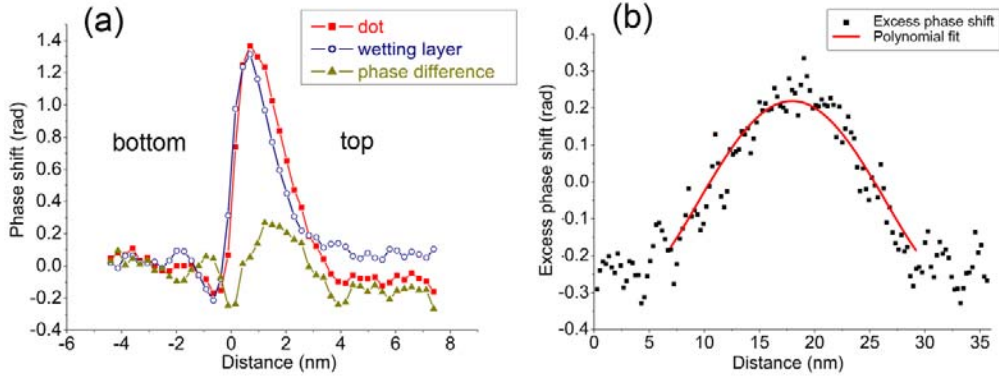 (a)
dot
wetting layer
phase difference
bottom
top
Phase shift (rad)
1.4
1.2
1.0
0.8
0.6
0.4
0.2
0.0
-0.2
-0.4
-6 -4 -2 0 2 4 6 8
Distance (nm)
(b)
Excess phase shift
Polynomial fit
Excess phase shift (rad)
0.4
0.3
0.2
0.1
0.0
-0.1
-0.2
-0.3
-0.4
0 5 10 15 20 25 30 35
Distance (nm)